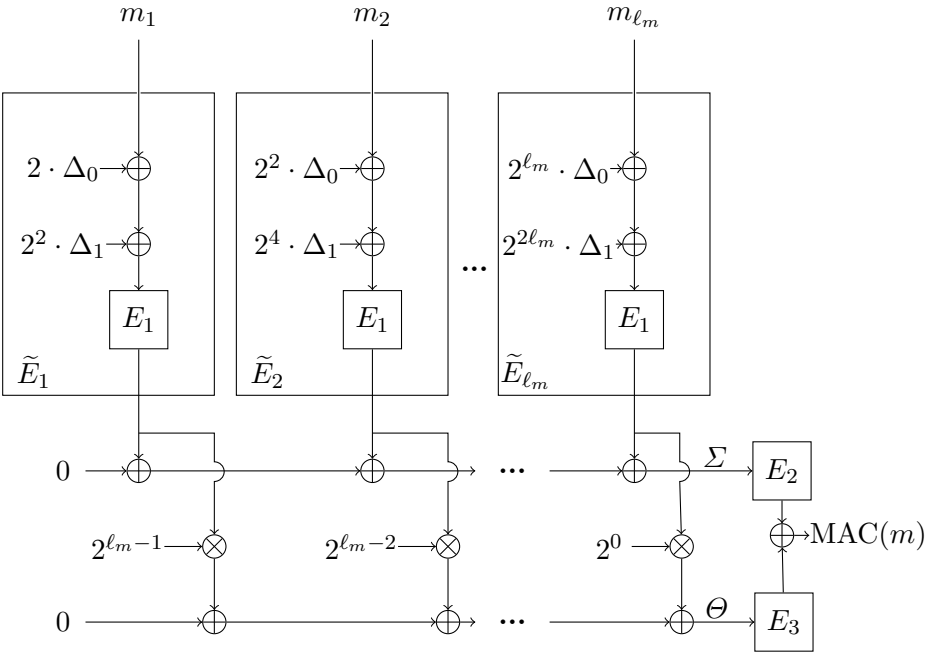 m_1 m_2 m_{ℓ_m}
2 · Δ_0 2^2 · Δ_0 2^{ℓ_m} · Δ_0
2^2 · Δ_1 2^4 · Δ_1 2^{2ℓ_m} · Δ_1
...
E_1 E_1 E_1
Ẽ_1 Ẽ_2 Ẽ_{ℓ_m}
0 ... Σ E_2
2^{ℓ_m−1} 2^{ℓ_m−2} 2^0 MAC(m)
0 ... Θ E_3